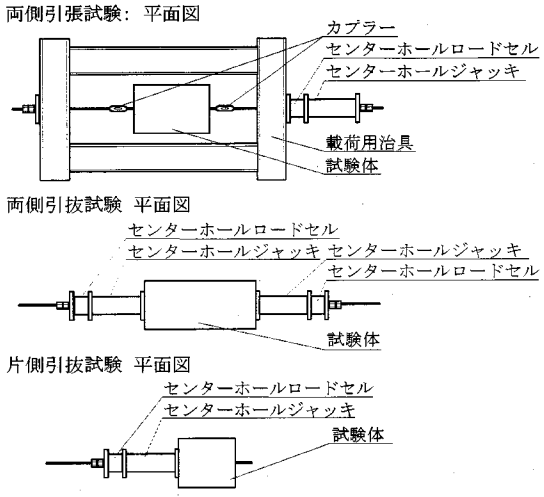 両側引張試験: 平面図
カプラー
センターホールロードセル
センターホールジャッキ
載荷用治具
試験体
両側引抜試験 平面図
センターホールロードセル
センターホールジャッキ
センターホールジャッキ
センターホールロードセル
試験体
片側引抜試験 平面図
センターホールロードセル
センターホールジャッキ
試験体